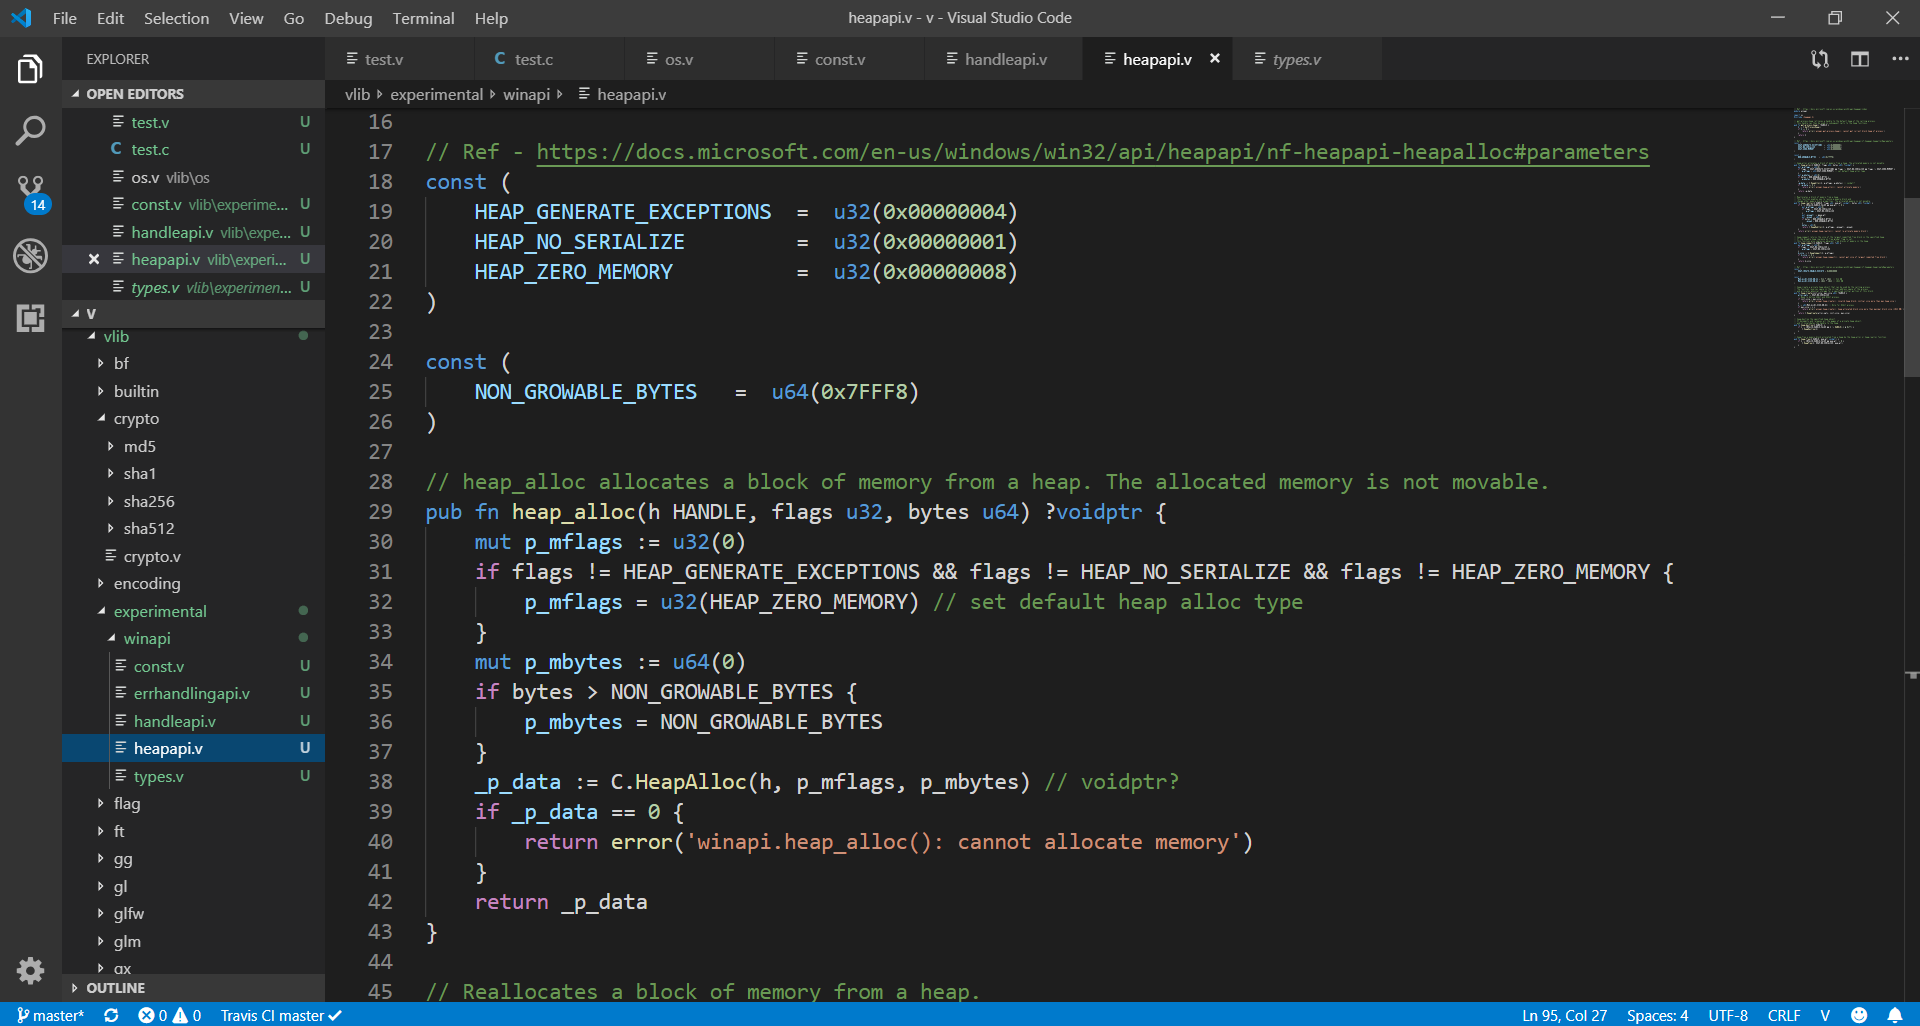 File Edit Selection View Go Debug Terminal Help
heapapi.v - v - Visual Studio Code
EXPLORER
OPEN EDITORS
test.v U
test.c U
os.v vlib\os
const.v vlib\experime... U
handleapi.v vlib\expe... U
heapapi.v vlib\experi... U
types.v vlib\experimen... U
V
vlib
bf
builtin
crypto
md5
sha1
sha256
sha512
crypto.v
encoding
experimental
winapi
const.v U
errhandlingapi.v U
handleapi.v U
heapapi.v U
types.v U
flag
ft
gg
gl
glfw
glm
gx
OUTLINE
14
test.v test.c os.v const.v handleapi.v heapapi.v types.v
vlib experimental winapi heapapi.v
16
17 // Ref - https://docs.microsoft.com/en-us/windows/win32/api/heapapi/nf-heapapi-heapalloc#parameters
18 const (
19 HEAP_GENERATE_EXCEPTIONS = u32(0x00000004)
20 HEAP_NO_SERIALIZE = u32(0x00000001)
21 HEAP_ZERO_MEMORY = u32(0x00000008)
22 )
23
24 const (
25 NON_GROWABLE_BYTES = u64(0x7FFF8)
26 )
27
28 // heap_alloc allocates a block of memory from a heap. The allocated memory is not movable.
29 pub fn heap_alloc(h HANDLE, flags u32, bytes u64) ?voidptr {
30 mut p_mflags := u32(0)
31 if flags != HEAP_GENERATE_EXCEPTIONS && flags != HEAP_NO_SERIALIZE && flags != HEAP_ZERO_MEMORY {
32 p_mflags = u32(HEAP_ZERO_MEMORY) // set default heap alloc type
33 }
34 mut p_mbytes := u64(0)
35 if bytes > NON_GROWABLE_BYTES {
36 p_mbytes = NON_GROWABLE_BYTES
37 }
38 _p_data := C.HeapAlloc(h, p_mflags, p_mbytes) // voidptr?
39 if _p_data == 0 {
40 return error('winapi.heap_alloc(): cannot allocate memory')
41 }
42 return _p_data
43 }
44
45 // Reallocates a block of memory from a heap.
master* 0 0 Travis CI master Ln 95, Col 27 Spaces: 4 UTF-8 CRLF V